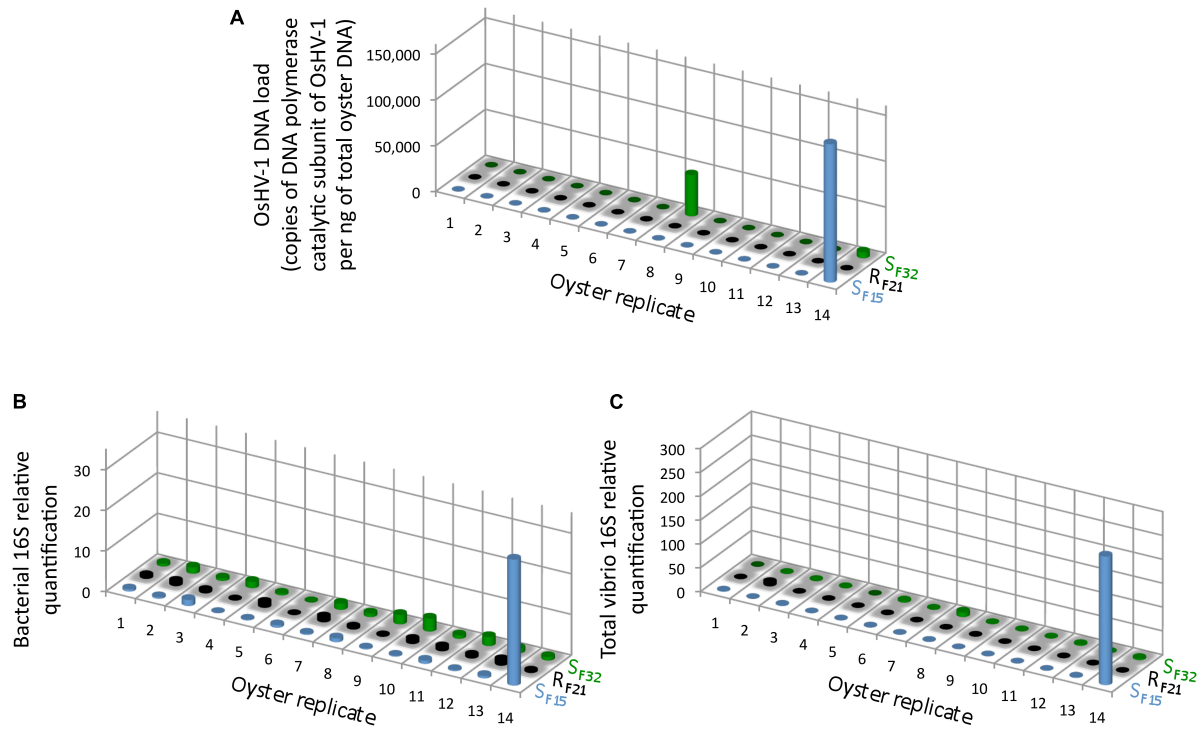 A
OsHV-1 DNA load
(copies of DNA polymerase
catalytic subunit of OsHV-1
per ng of total oyster DNA)
150,000
100,000
50,000
0
1
2
3
4
5
6
7
8
9
10
11
12
13
14
Oyster replicate
SF32
RF21
SF15
B
Bacterial 16S relative
quantification
30
20
10
0
1
2
3
4
5
6
7
8
9
10
11
12
13
14
Oyster replicate
SF32
RF21
SF15
C
Total vibrio 16S relative
quantification
300
250
200
150
100
50
0
1
2
3
4
5
6
7
8
9
10
11
12
13
14
Oyster replicate
SF32
RF21
SF15